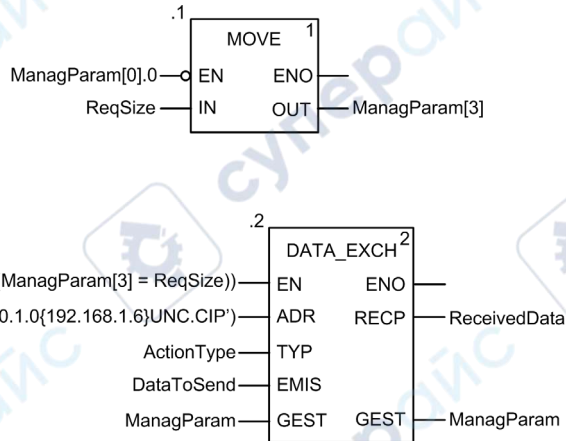 .1
MOVE 1
ManagParam[0].0 EN ENO
ReqSize IN OUT ManagParam[3]
супер
айс
.2
DATA_EXCH 2
ManagParam[3] = ReqSize)) EN ENO
0.1.0{192.168.1.6}UNC.CIP') ADR RECP ReceivedData
ActionType TYP
DataToSend EMIS
ManagParam GEST GEST ManagParam